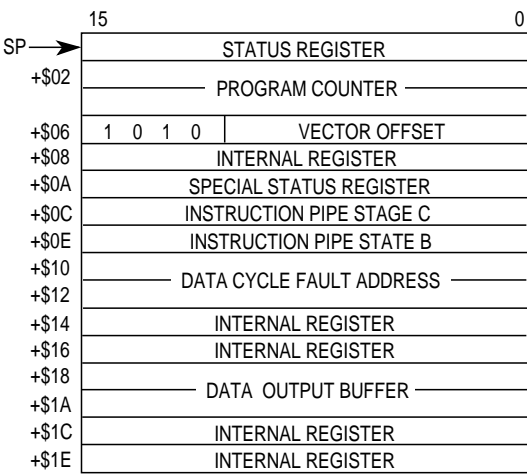 15 0
SP STATUS REGISTER
+$02 PROGRAM COUNTER
+$06 1 0 1 0 VECTOR OFFSET
+$08 INTERNAL REGISTER
+$0A SPECIAL STATUS REGISTER
+$0C INSTRUCTION PIPE STAGE C
+$0E INSTRUCTION PIPE STATE B
+$10
DATA CYCLE FAULT ADDRESS
+$12
+$14 INTERNAL REGISTER
+$16 INTERNAL REGISTER
+$18
DATA OUTPUT BUFFER
+$1A
+$1C INTERNAL REGISTER
+$1E INTERNAL REGISTER